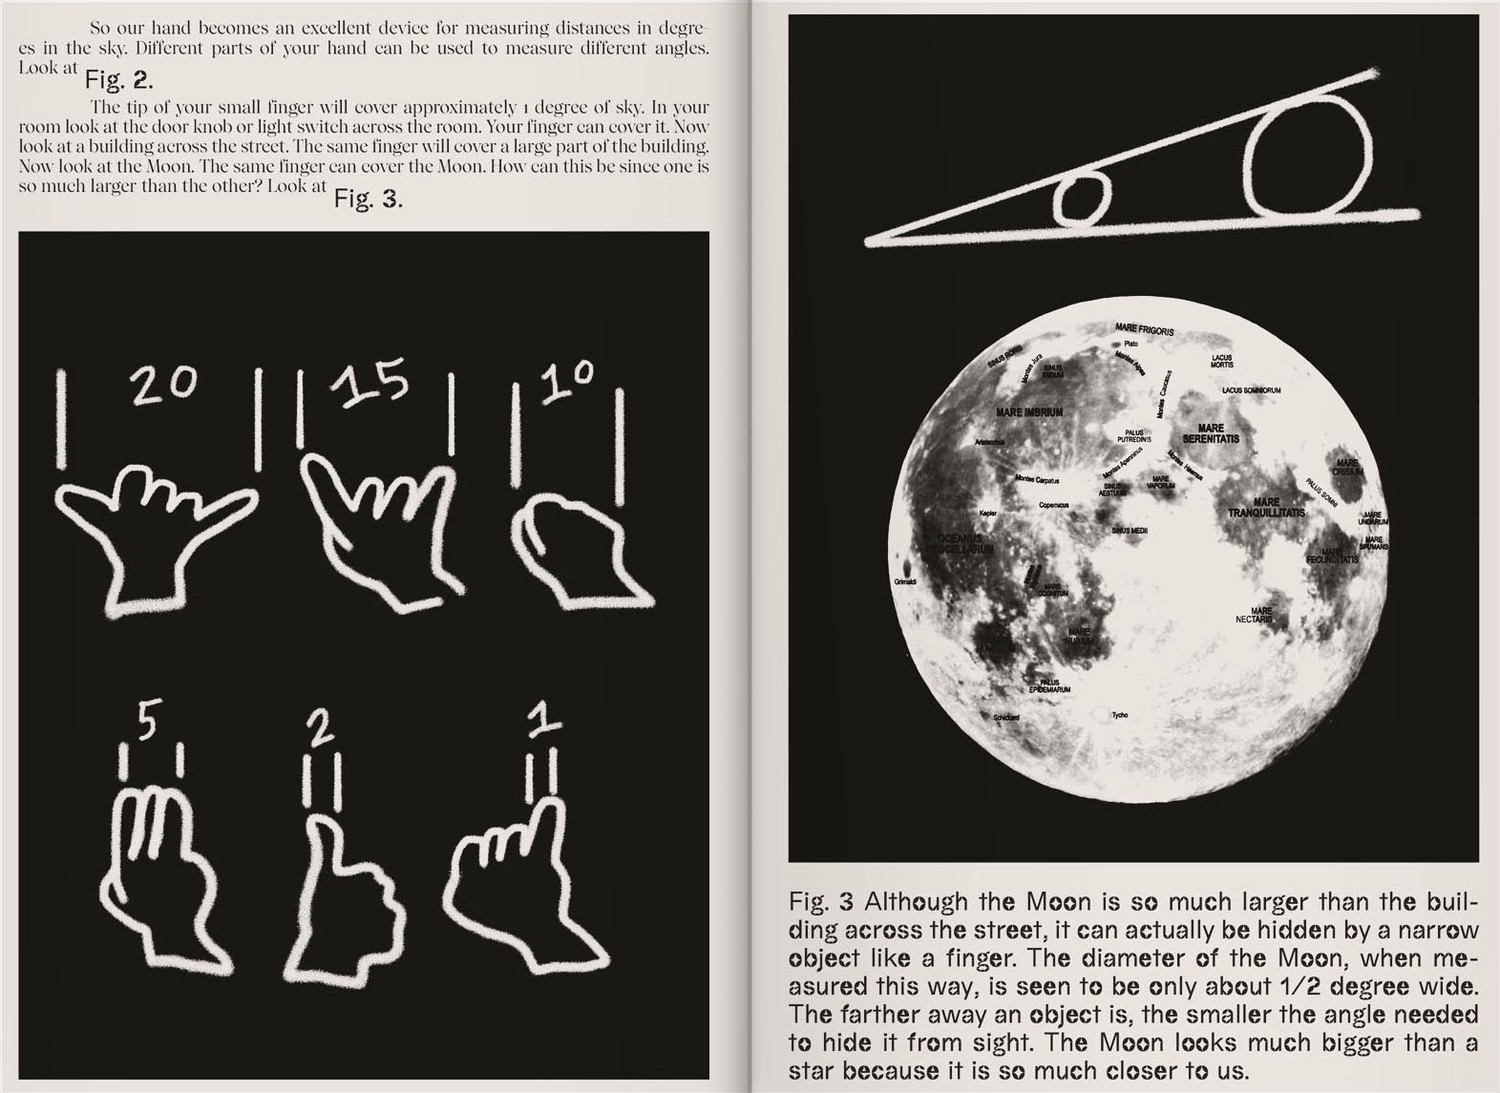 So our hand becomes an excellent device for measuring distances in degre-
es in the sky. Different parts of your hand can be used to measure different angles.
Look at Fig. 2.
The tip of your small finger will cover approximately 1 degree of sky. In your
room look at the door knob or light switch across the room. Your finger can cover it. Now
look at a building across the street. The same finger will cover a large part of the building.
Now look at the Moon. The same finger can cover the Moon. How can this be since one is
so much larger than the other? Look at Fig. 3.
20 15 10
5 2 1
MARE FRIGORIS
Plato
SINUS RORIS
Montes Jura
SINUS
IRIDUM
Montes Alpes
LACUS
MORTIS
Montes Caucasus
LACUS SOMNIORUM
MARE IMBRIUM
PALUS
PUTREDINIS
MARE
SERENITATIS
Aristarchus
Montes Apenninus
Montes Haemus
MARE
CRISIUM
Montes Carpatus
SINUS
AESTUUM
MARE
VAPORUM
PALUS SOMNI
Kepler
Copernicus
MARE
TRANQUILLITATIS
MARE
UNDARUM
SINUS MEDII
OCEANUS
PROCELLARUM
MARE
SPUMANS
MARE
FECUNDITATIS
Grimaldi
MARE
COGNITUM
MARE
NECTARIS
MARE
NUBIUM
PALUS
EPIDEMIARUM
Schickard
Tycho
Fig. 3 Although the Moon is so much larger than the buil-
ding across the street, it can actually be hidden by a narrow
object like a finger. The diameter of the Moon, when me-
asured this way, is seen to be only about 1/2 degree wide.
The farther away an object is, the smaller the angle needed
to hide it from sight. The Moon looks much bigger than a
star because it is so much closer to us.